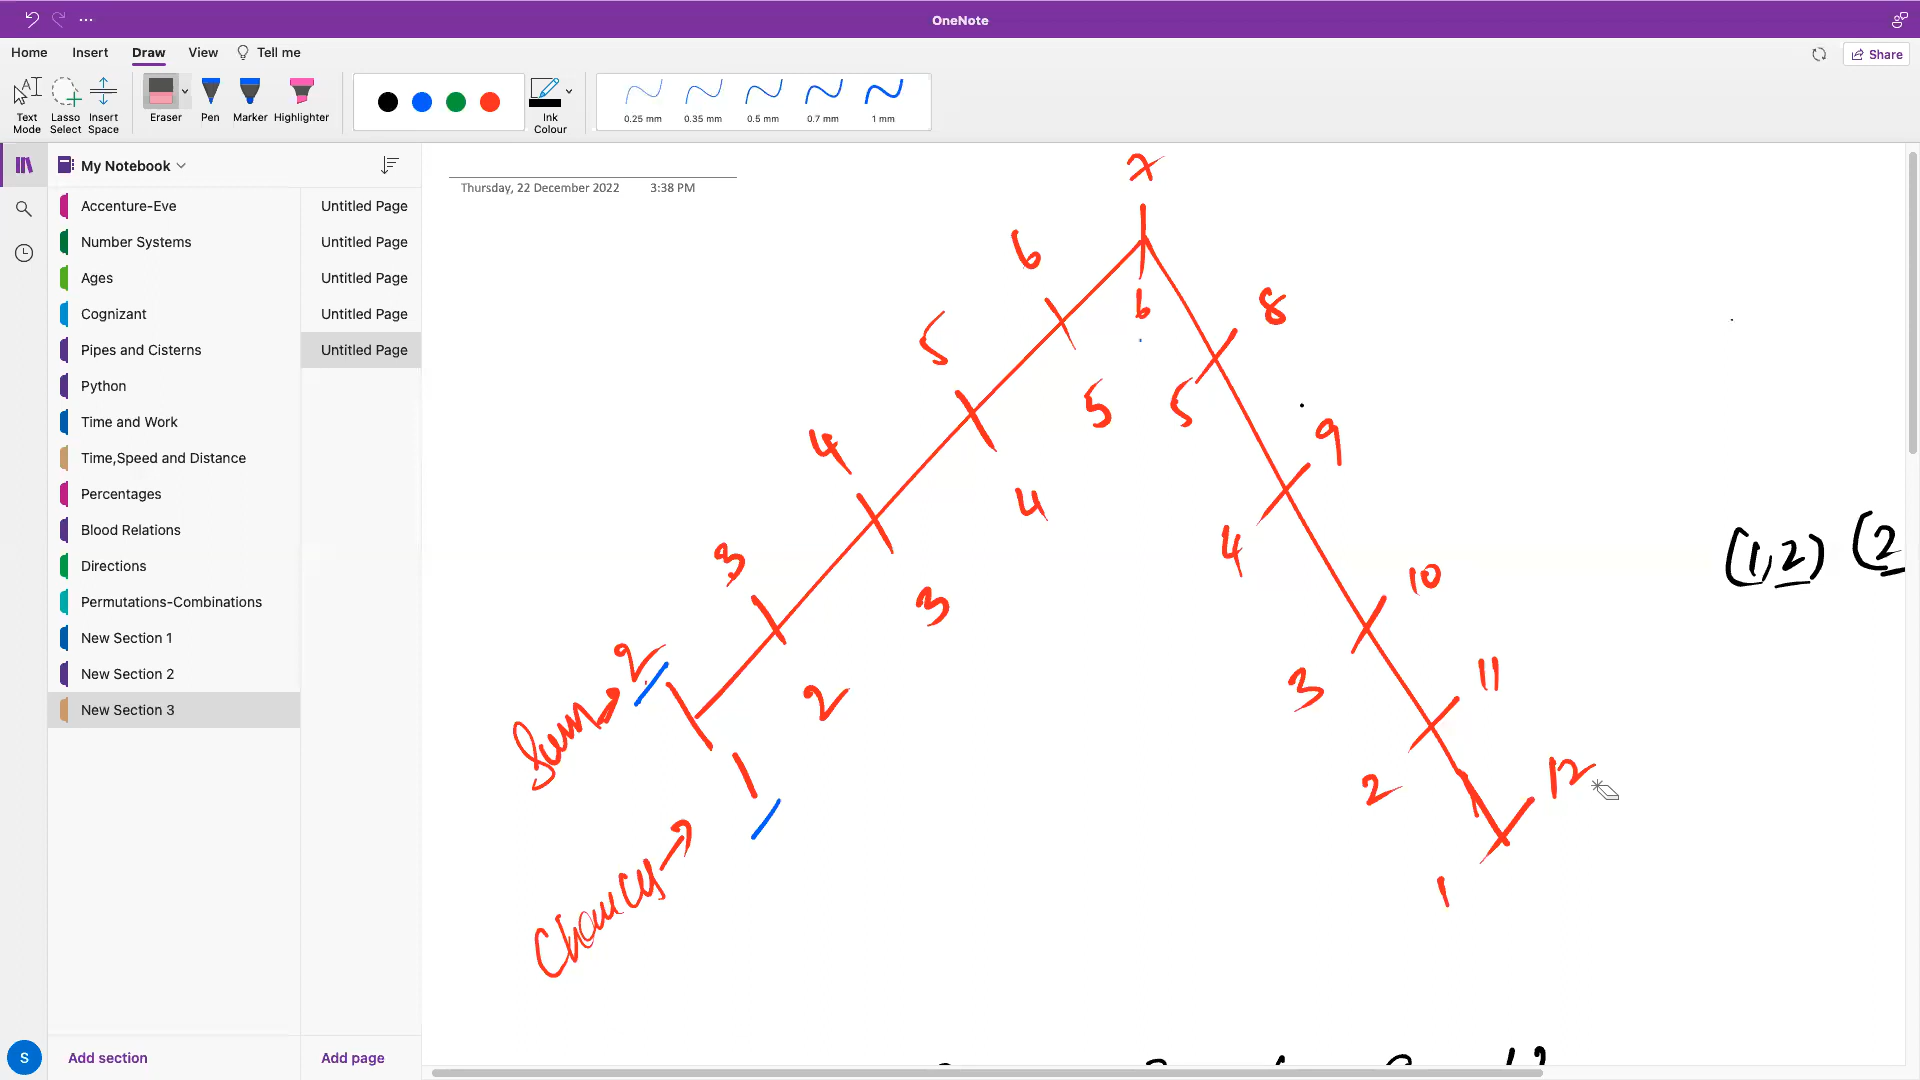 OneNote
Home Insert Draw View Tell me
Share
Text Mode
Lasso Select
Insert Space
Eraser
Pen
Marker
Highlighter
Ink Colour
0.25 mm
0.35 mm
0.5 mm
0.7 mm
1 mm
My Notebook
Accenture-Eve
Number Systems
Ages
Cognizant
Pipes and Cisterns
Python
Time and Work
Time,Speed and Distance
Percentages
Blood Relations
Directions
Permutations-Combinations
New Section 1
New Section 2
New Section 3
Add section
S
Untitled Page
Untitled Page
Untitled Page
Untitled Page
Untitled Page
Add page
Thursday, 22 December 2022 3:38 PM
7
6 6 8
5 5 5
4 4 9
4
3 3 10
2 2 3 11
Sum → 1 2 12
Chances → 1
(1,2) (2